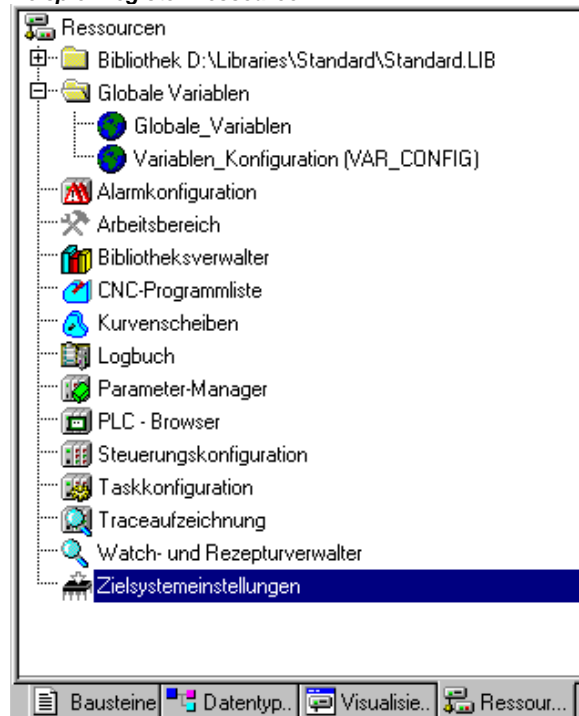 Ressourcen
Bibliothek D:\Libraries\Standard\Standard.LIB
Globale Variablen
Globale_Variablen
Variablen_Konfiguration (VAR_CONFIG)
Alarmkonfiguration
Arbeitsbereich
Bibliotheksverwalter
CNC-Programmliste
Kurvenscheiben
Logbuch
Parameter-Manager
PLC - Browser
Steuerungskonfiguration
Taskkonfiguration
Traceaufzeichnung
Watch- und Rezepturverwalter
Zielsystemeinstellungen
Bausteine Datentyp.. Visualisie.. Ressour...